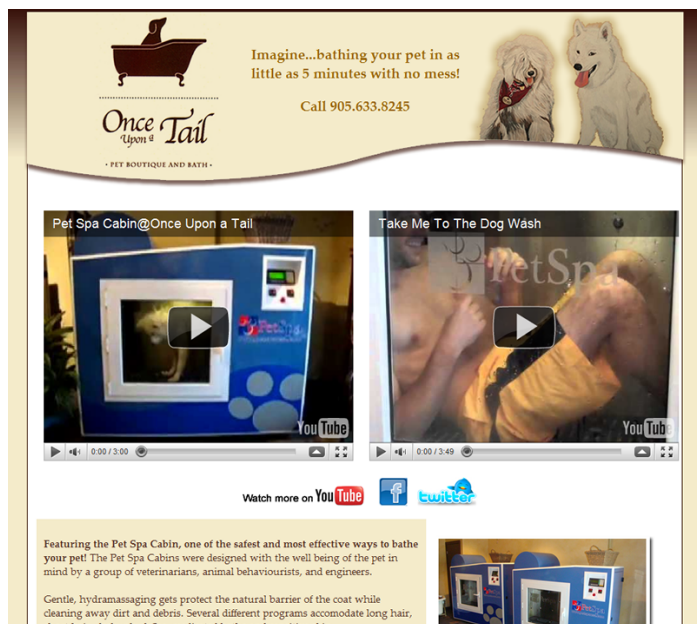 Imagine...bathing your pet in as
little as 5 minutes with no mess!
Call 905.633.8245
Once
Upon a Tail
• PET BOUTIQUE AND BATH •
Pet Spa Cabin@Once Upon a Tail
PetSpa
YouTube
0:00 / 3:00
Take Me To The Dog Wash
PetSpa
YouTube
0:00 / 3:49
Watch more on YouTube
f
twitter
Featuring the Pet Spa Cabin, one of the safest and most effective ways to bathe
your pet! The Pet Spa Cabins were designed with the well being of the pet in
mind by a group of veterinarians, animal behaviourists, and engineers.
Gentle, hydramassaging gets protect the natural barrier of the coat while
cleaning away dirt and debris. Several different programs accomodate long hair,